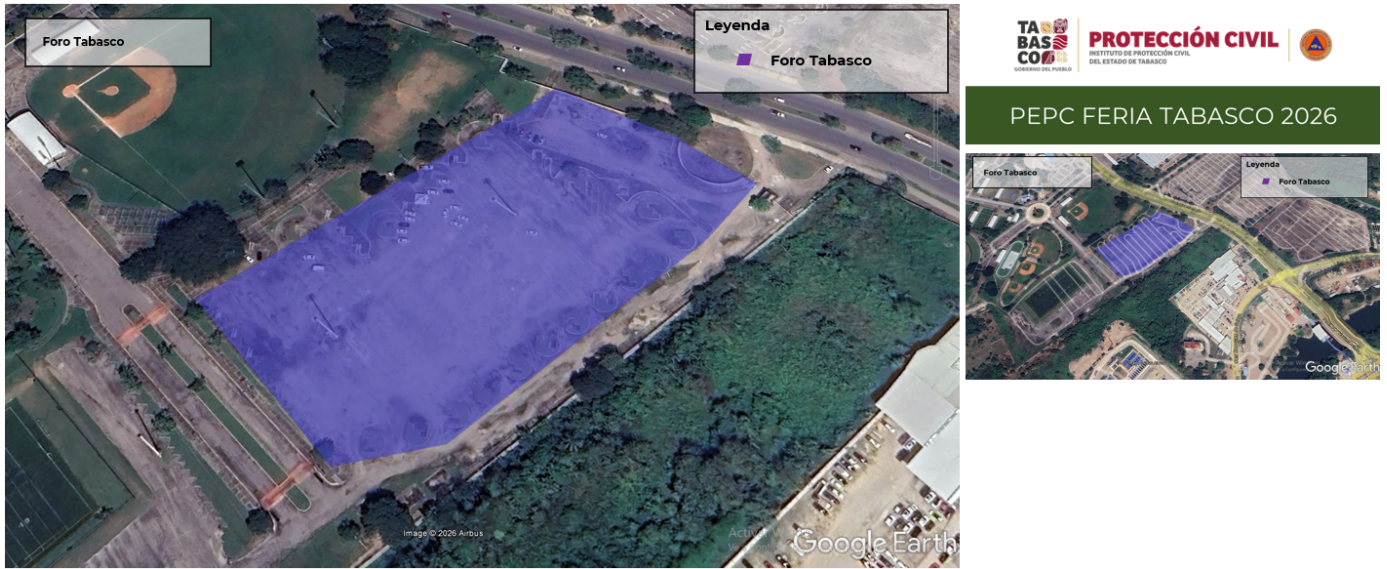 Foro Tabasco
Leyenda
Foro Tabasco
Image © 2026 Airbus
Google Earth
TA
BAS
CO
GOBIERNO DEL PUEBLO
PROTECCIÓN CIVIL
INSTITUTO DE PROTECCIÓN CIVIL
DEL ESTADO DE TABASCO
PEPC FERIA TABASCO 2026
Foro Tabasco
Leyenda
Foro Tabasco
Google Earth